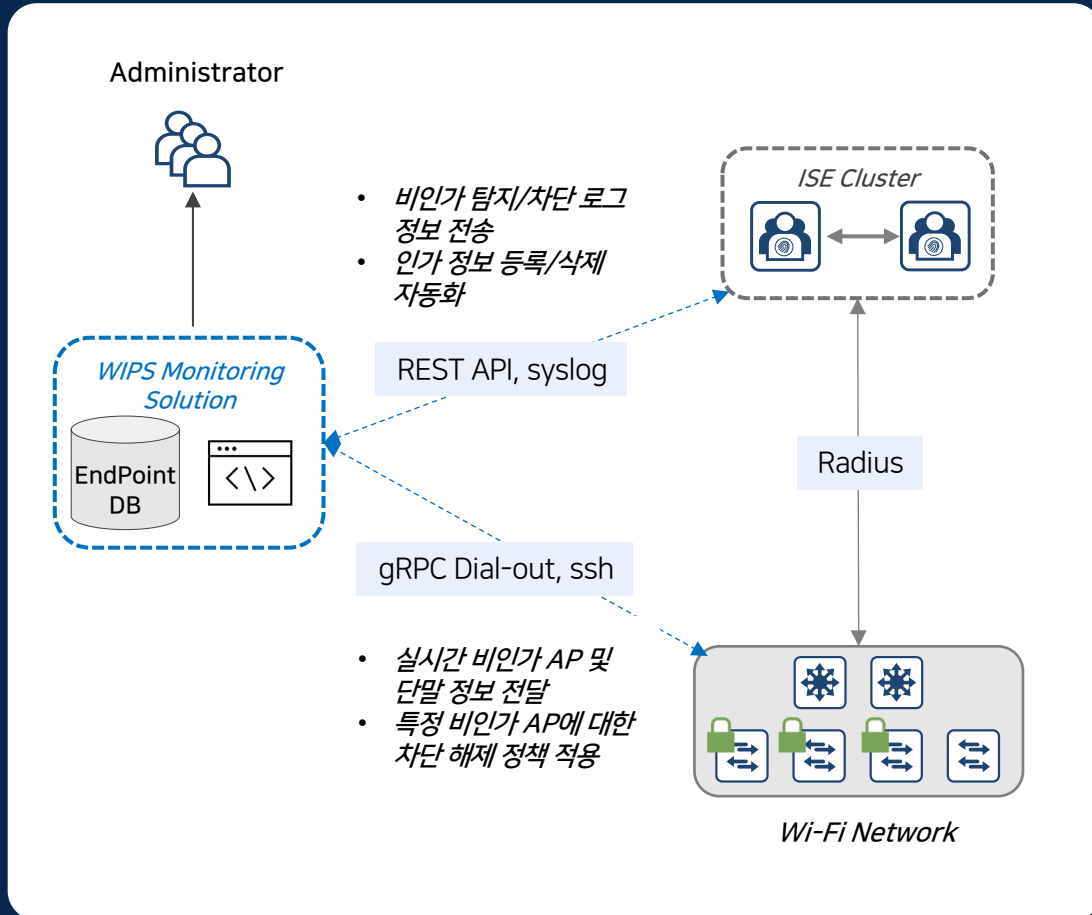 Administrator
• 비인가 탐지/차단 로그
정보 전송
• 인가 정보 등록/삭제
자동화
ISE Cluster
WIPS Monitoring
Solution
EndPoint
DB
REST API, syslog
Radius
gRPC Dial-out, ssh
• 실시간 비인가 AP 및
단말 정보 전달
• 특정 비인가 AP에 대한
차단 해제 정책 적용
Wi-Fi Network